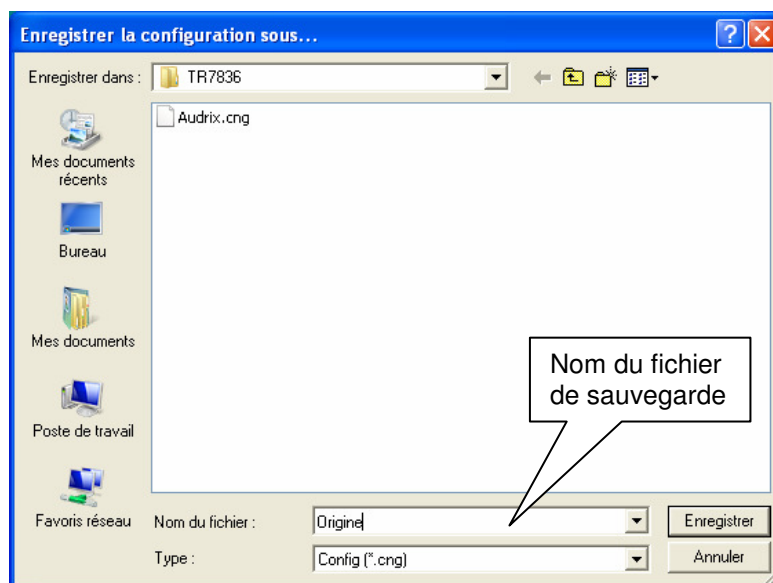 Enregistrer la configuration sous...
Enregistrer dans :
TR7836
Audrix.cng
Mes documents
récents
Bureau
Mes documents
Poste de travail
Favoris réseau
Nom du fichier
de sauvegarde
Nom du fichier :
Origine
Enregistrer
Type :
Config (*.cng)
Annuler